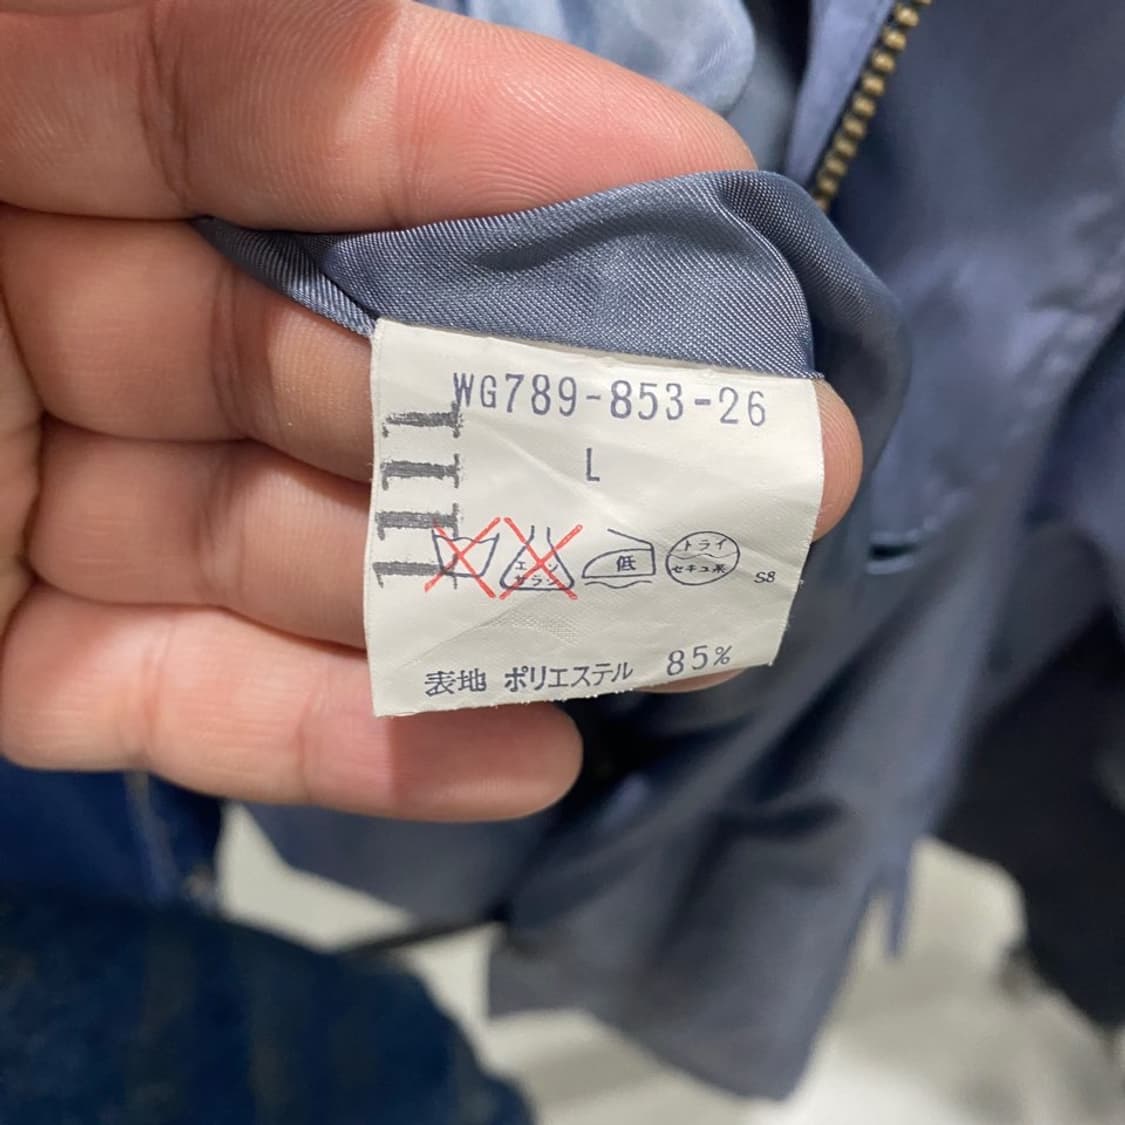 WG789-853-26
L
1111
エンソサラシ
低
ドライ
セキュ系
S8
表地 ポリエステル 85%